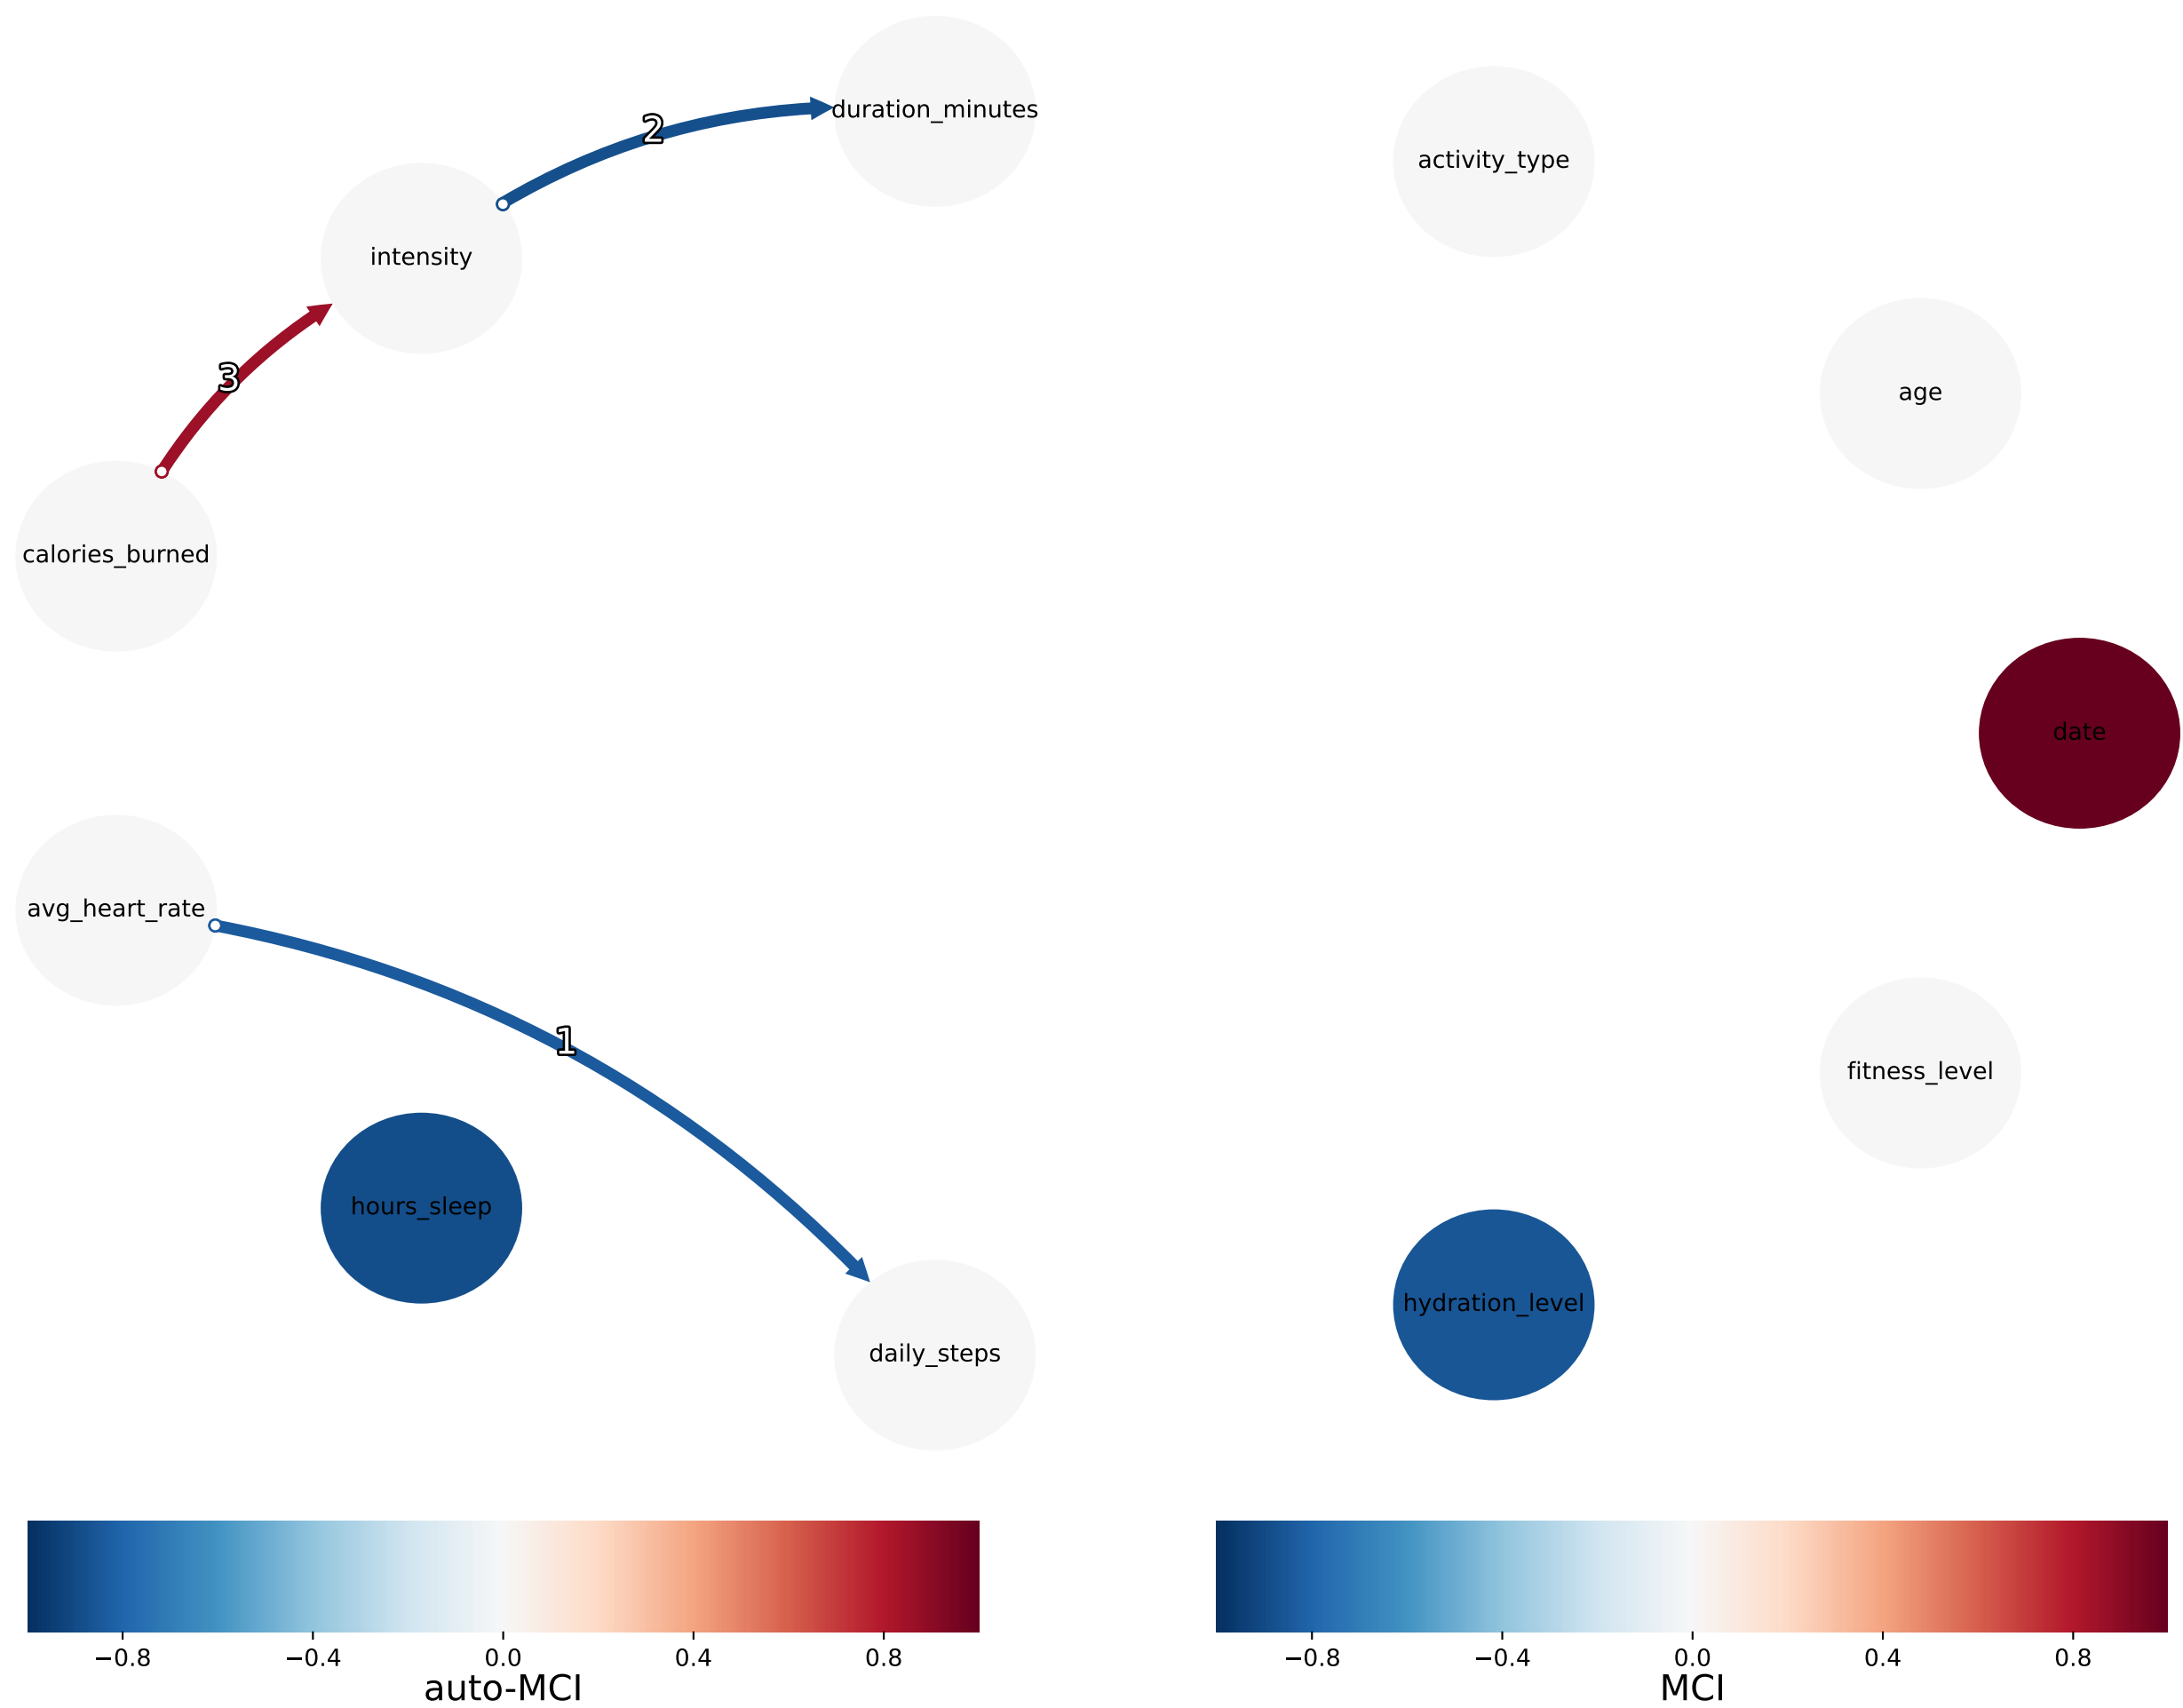 duration_minutes
2
activity_type
intensity
3
age
calories_burned
date
avg_heart_rate
1
fitness_level
hours_sleep
hydration_level
daily_steps
−0.8 −0.4 0.0 0.4 0.8
auto-MCI
−0.8 −0.4 0.0 0.4 0.8
MCI